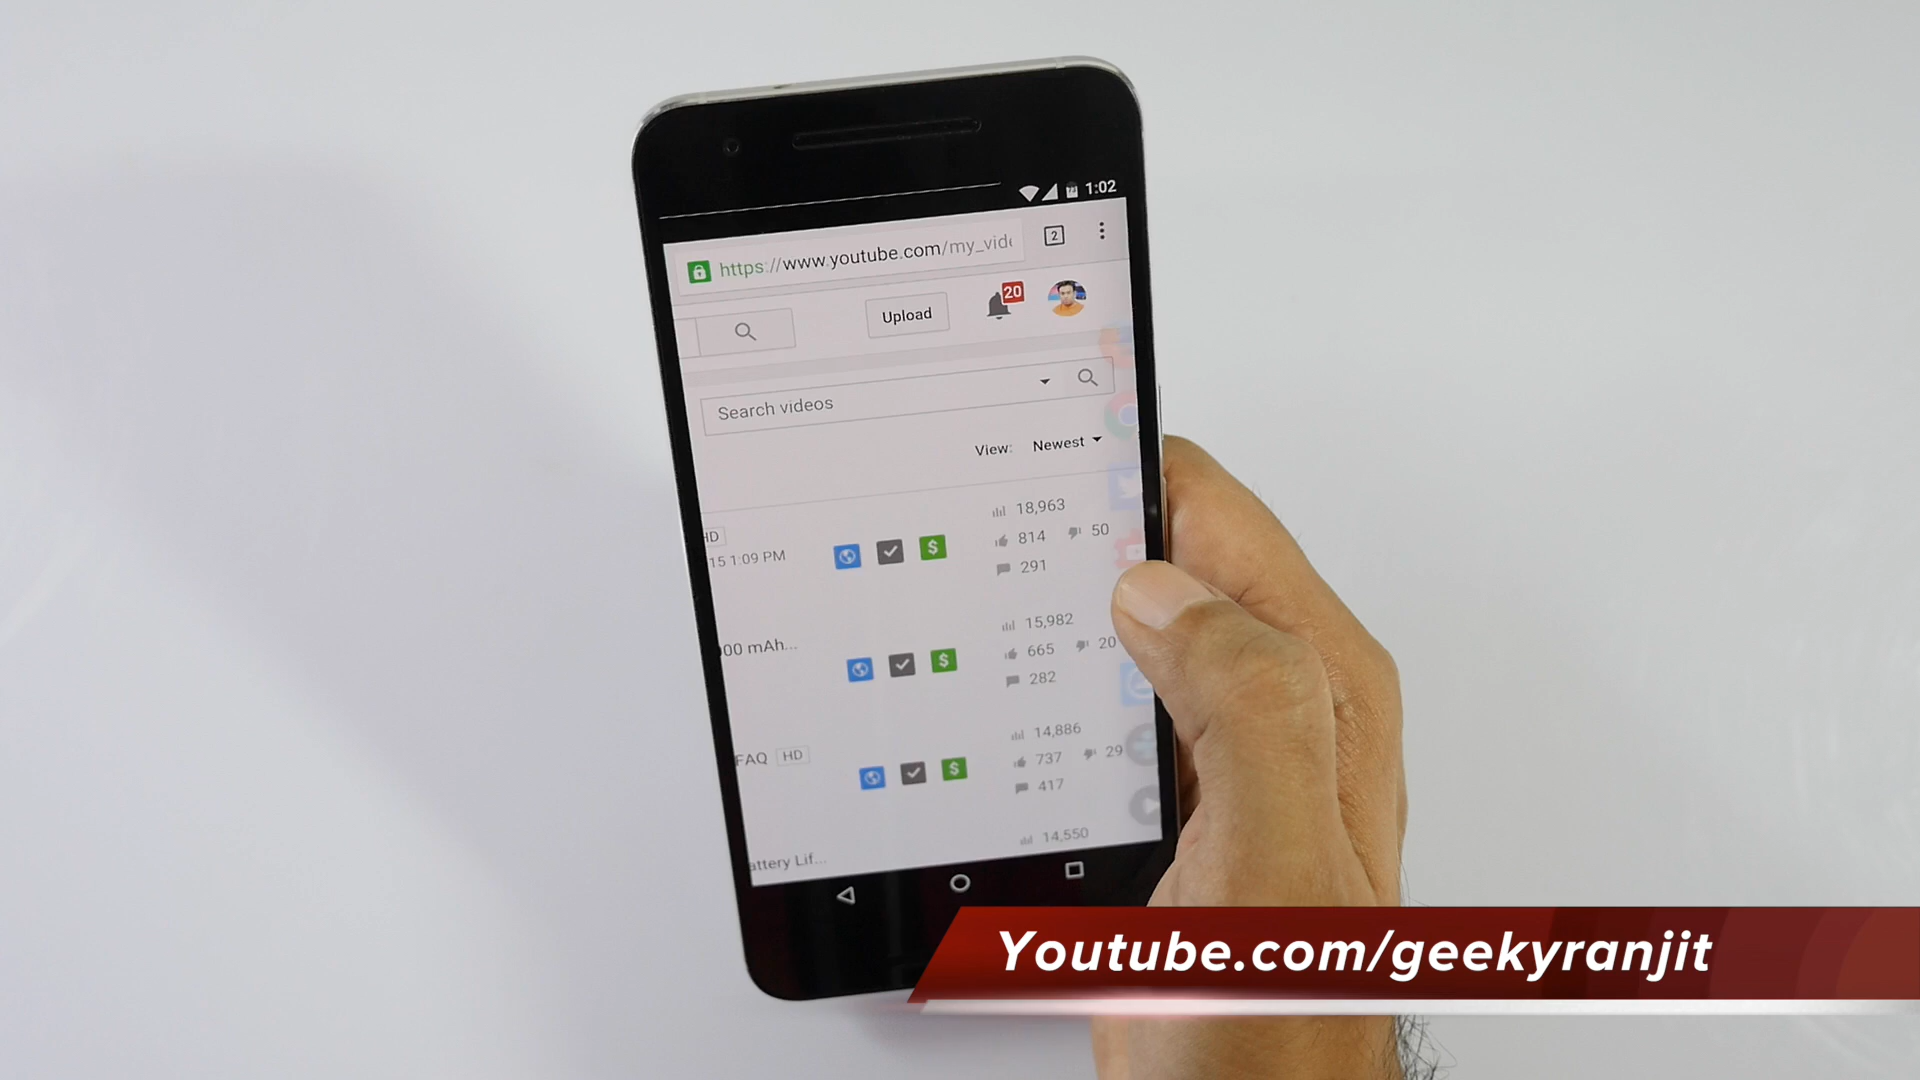 1:02
https://www.youtube.com/my_vide
2
Upload
20
Search videos
View: Newest
18,963
HD
814 50
15 1:09 PM
$
291
15,982
00 mAh...
665 20
$
282
14,886
FAQ HD
737 29
$
417
14,550
attery Lif...
Youtube.com/geekyranjit